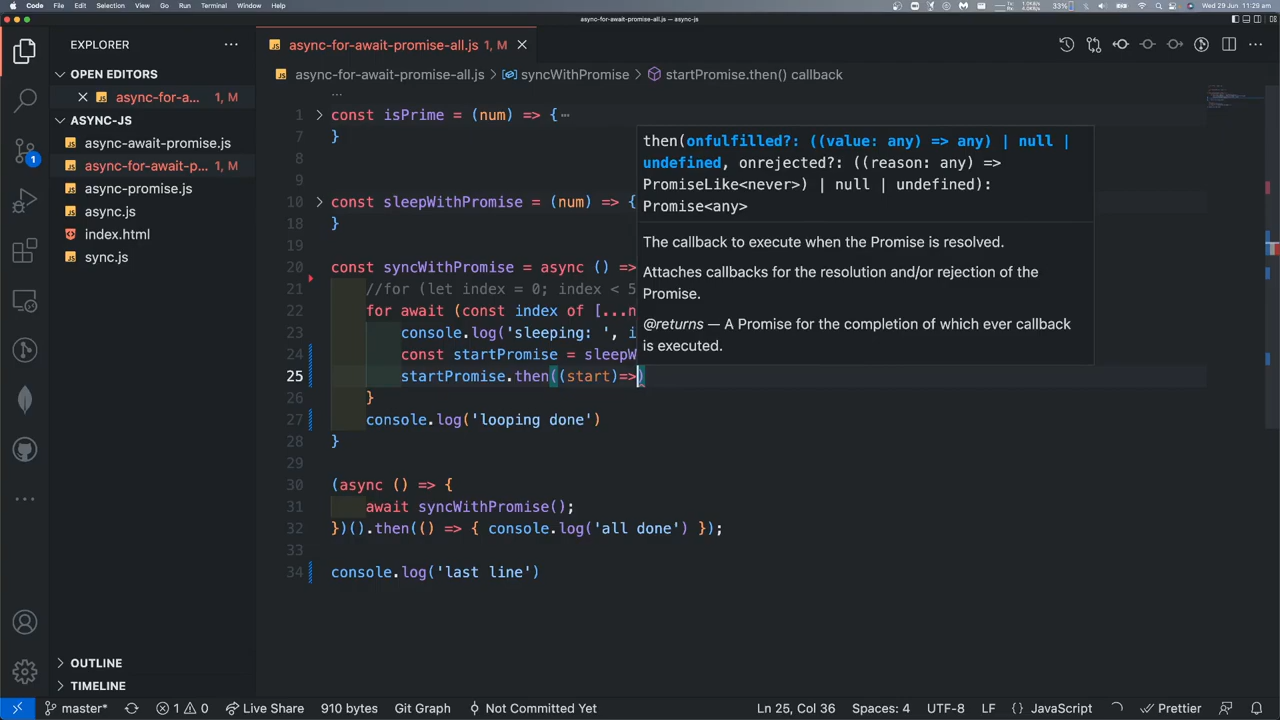 Code File Edit Selection View Go Run Terminal Window Help
33%
Wed 29 Jun 11:29 am
async-for-await-promise-all.js — async-js
EXPLORER
async-for-await-promise-all.js 1, M
OPEN EDITORS
async-for-a... 1, M
ASYNC-JS
async-await-promise.js
async-for-await-p... 1, M
async-promise.js
async.js
index.html
sync.js
OUTLINE
TIMELINE
1
async-for-await-promise-all.js > syncWithPromise > startPromise.then() callback
...
1 const isPrime = (num) => {...
7 }
8
9
10 const sleepWithPromise = (num) => {
18 }
19
20 const syncWithPromise = async () =>
21 //for (let index = 0; index < 5
22 for await (const index of [...n
23 console.log('sleeping: ', i
24 const startPromise = sleepW
25 startPromise.then((start)=>)
26 }
27 console.log('looping done')
28 }
29
30 (async () => {
31 await syncWithPromise();
32 })().then(() => { console.log('all done') });
33
34 console.log('last line')
then(onfulfilled?: ((value: any) => any) | null |
undefined, onrejected?: ((reason: any) =>
PromiseLike<never>) | null | undefined):
Promise<any>
The callback to execute when the Promise is resolved.
Attaches callbacks for the resolution and/or rejection of the
Promise.
@returns — A Promise for the completion of which ever callback
is executed.
master* 1 0 Live Share 910 bytes Git Graph Not Committed Yet Ln 25, Col 36 Spaces: 4 UTF-8 LF {} JavaScript Prettier